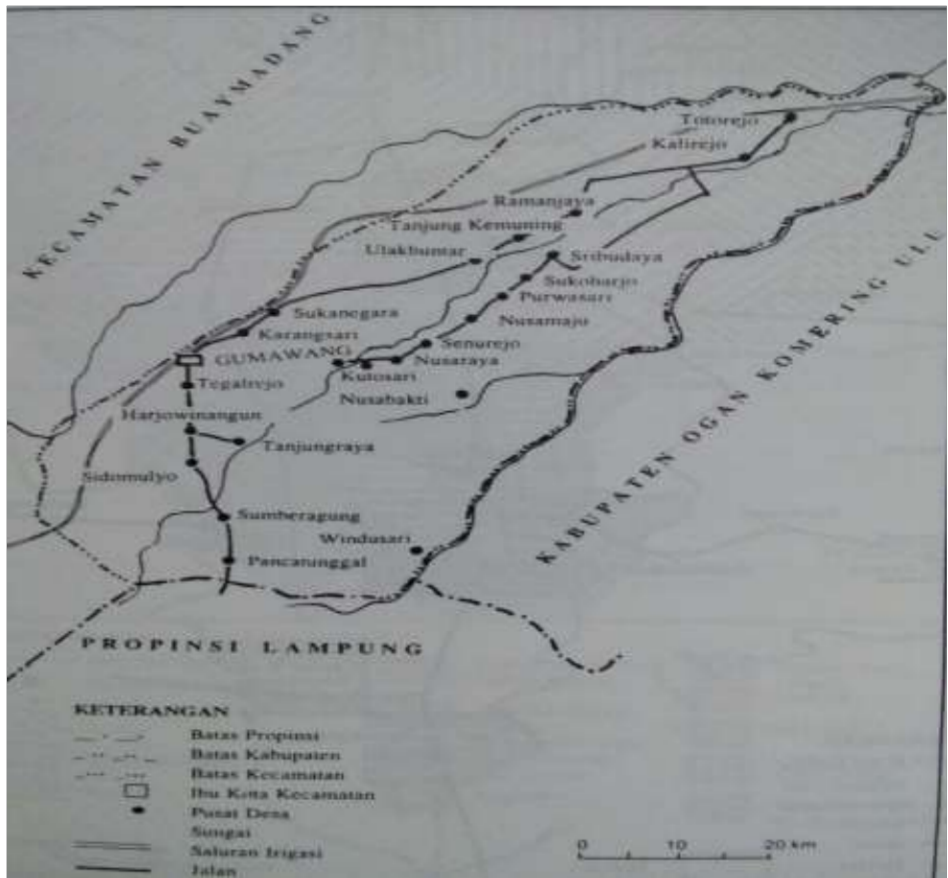 KECAMATAN BUAYMADANG
Totorejo
Kalirejo
Ramanjaya
Tanjung Kemuning
Ulakbuntar
Sribudaya
Sukoharjo
Purwasari
Nusamaju
Sukanegara
Karangsari
Senurejo
GUMAWANG
Nusaraya
Kutosari
Tegalrejo
Nusabakti
Harjowinangun
Tanjungraya
Sidomulyo
Sumberagung
Windusari
Pancatunggal
KABUPATEN OGAN KOMERING ULU
PROPINSI LAMPUNG
KETERANGAN
Batas Propinsi
Batas Kabupaten
Batas Kecamatan
Ibu Kota Kecamatan
Pusat Desa
Sungai
Saluran Irigasi
Jalan
0 10 20 km